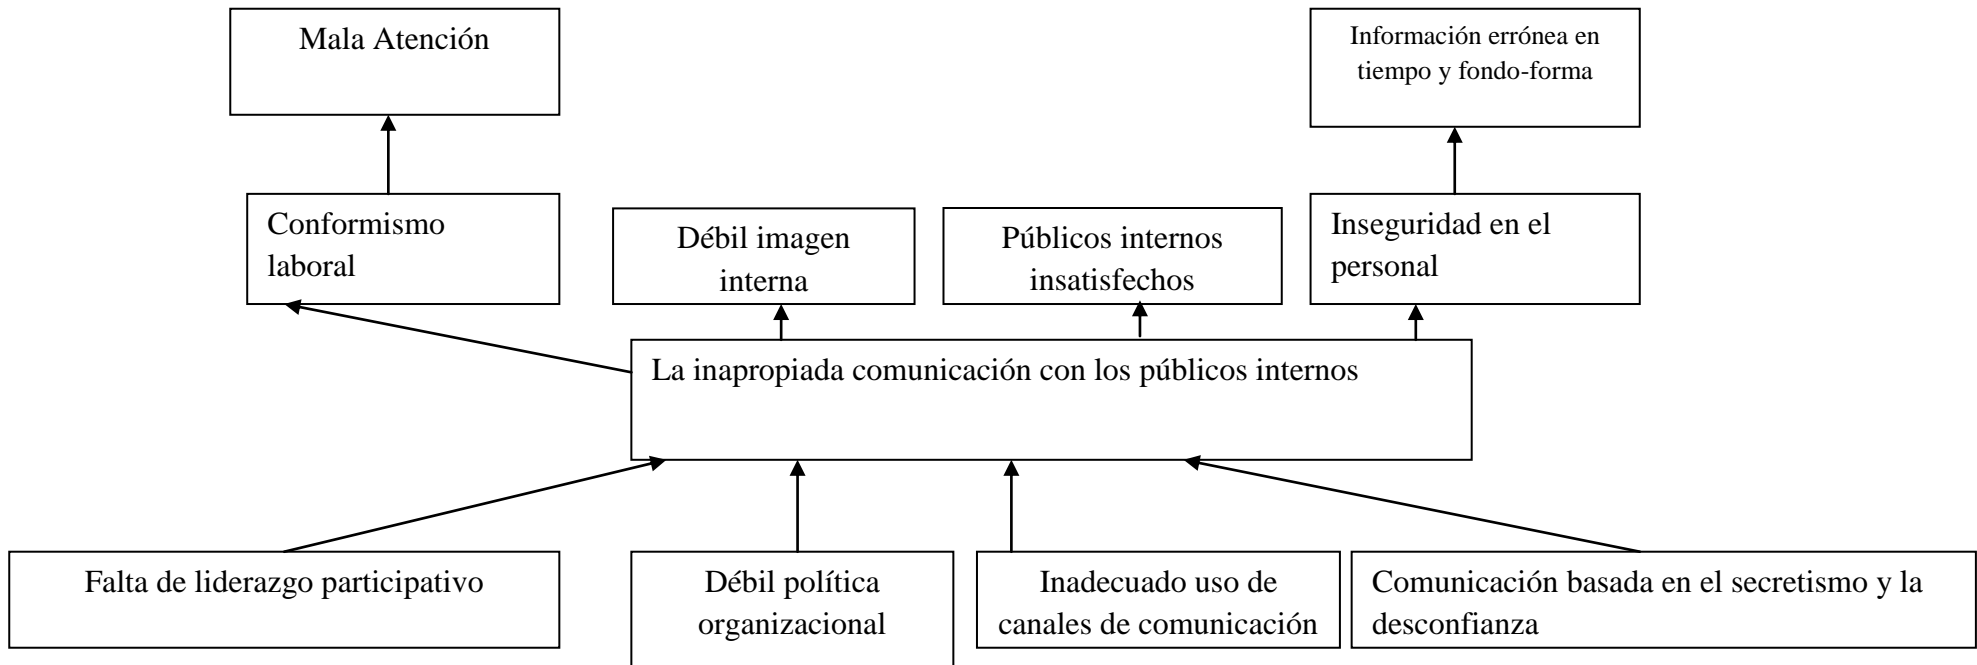 Mala Atención
Información errónea en
tiempo y fondo-forma
Conformismo
laboral
Débil imagen
interna
Públicos internos
insatisfechos
Inseguridad en el
personal
La inapropiada comunicación con los públicos internos
Falta de liderazgo participativo
Débil política
organizacional
Inadecuado uso de
canales de comunicación
Comunicación basada en el secretismo y la
desconfianza